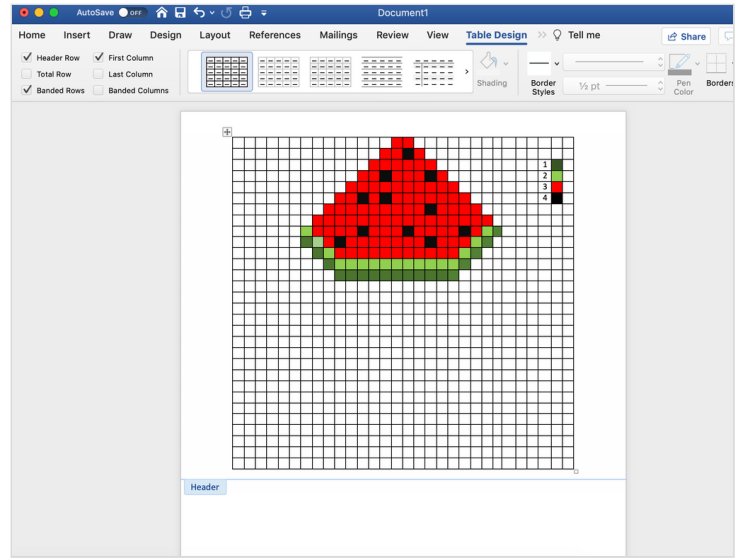 AutoSave OFF Document1
Home Insert Draw Design Layout References Mailings Review View Table Design Tell me Share
Header Row First Column
Total Row Last Column
Banded Rows Banded Columns
Shading
Border Styles
½ pt
Pen Color
Borders
1
2
3
4
Header